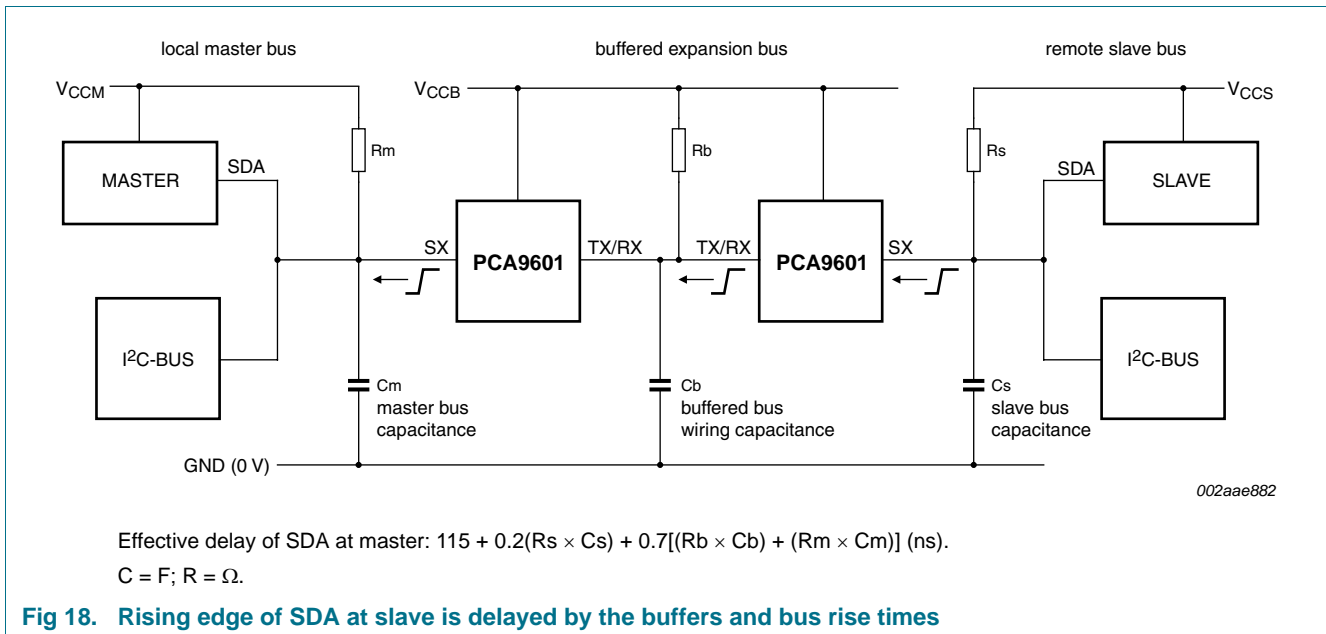 local master bus
buffered expansion bus
remote slave bus
VCCM
VCCB
VCCS
Rm
Rb
Rs
MASTER
SDA
SDA
SLAVE
SX
TX/RX
TX/RX
SX
PCA9601
PCA9601
I2C-BUS
I2C-BUS
Cm
master bus
capacitance
Cb
buffered bus
wiring capacitance
Cs
slave bus
capacitance
GND (0 V)
002aae882
Effective delay of SDA at master: 115 + 0.2(Rs × Cs) + 0.7[(Rb × Cb) + (Rm × Cm)] (ns).
C = F; R = Ω.
Fig 18. Rising edge of SDA at slave is delayed by the buffers and bus rise times